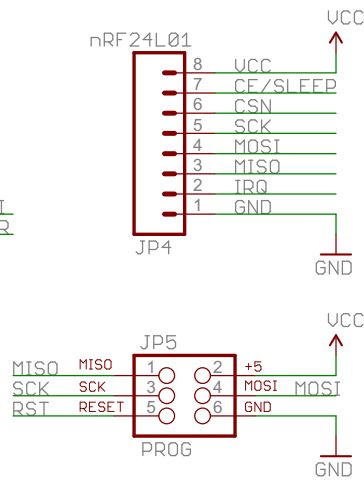 VCC
nRF24L01
8 VCC
7 CE/SLEEP
6 CSN
5 SCK
4 MOSI
3 MISO
2 IRQ
1 GND
JP4
GND
VCC
JP5
MISO MISO 1 2 +5
SCK SCK 3 4 MOSI MOSI
RST RESET 5 6 GND
PROG
GND